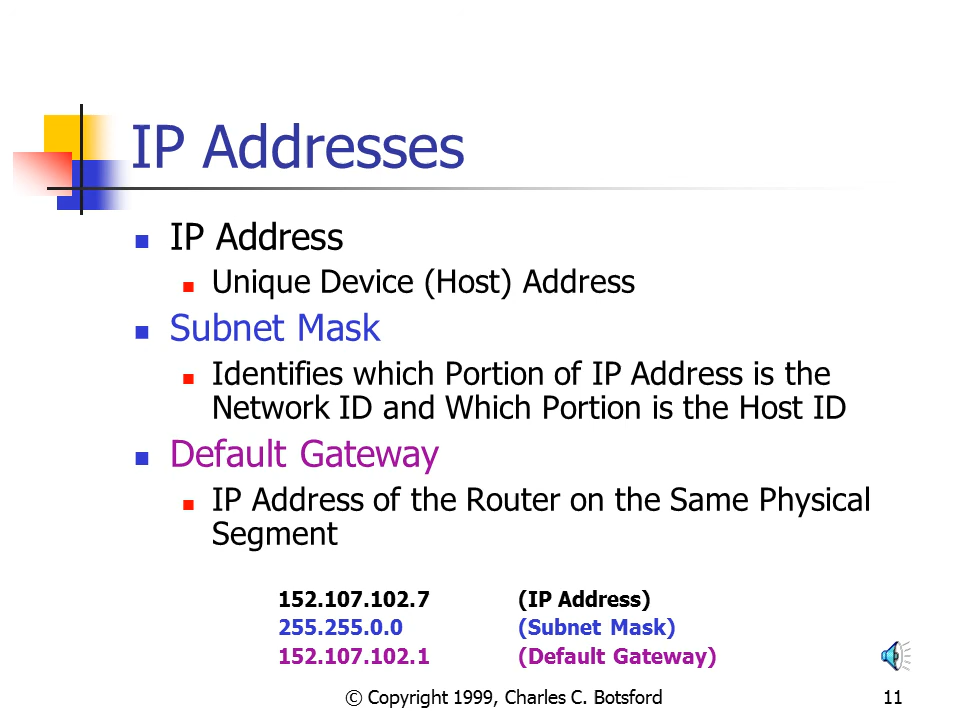 IP Addresses
IP Address
Unique Device (Host) Address
Subnet Mask
Identifies which Portion of IP Address is the
Network ID and Which Portion is the Host ID
Default Gateway
IP Address of the Router on the Same Physical
Segment
152.107.102.7 (IP Address)
255.255.0.0 (Subnet Mask)
152.107.102.1 (Default Gateway)
© Copyright 1999, Charles C. Botsford 11